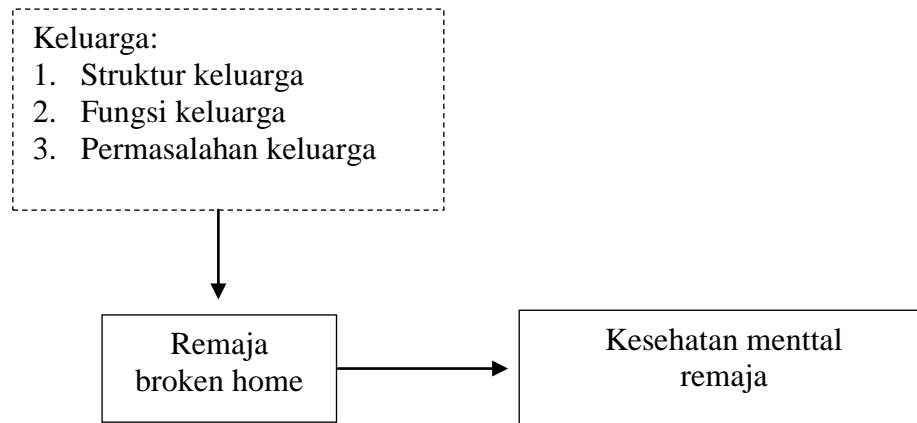 Keluarga:
1. Struktur keluarga
2. Fungsi keluarga
3. Permasalahan keluarga
Remaja
broken home
Kesehatan menttal
remaja